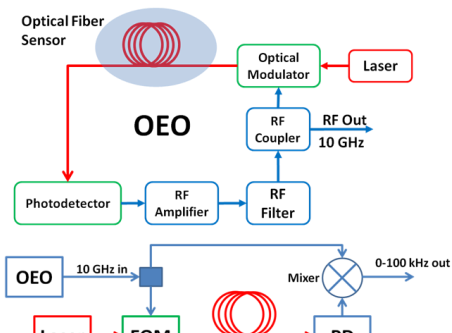 Optical Fiber
Sensor
Optical
Modulator
Laser
OEO
RF
Coupler
RF Out
10 GHz
Photodetector
RF
Amplifier
RF
Filter
OEO
10 GHz in
Mixer
0-100 kHz out
EOM
PD